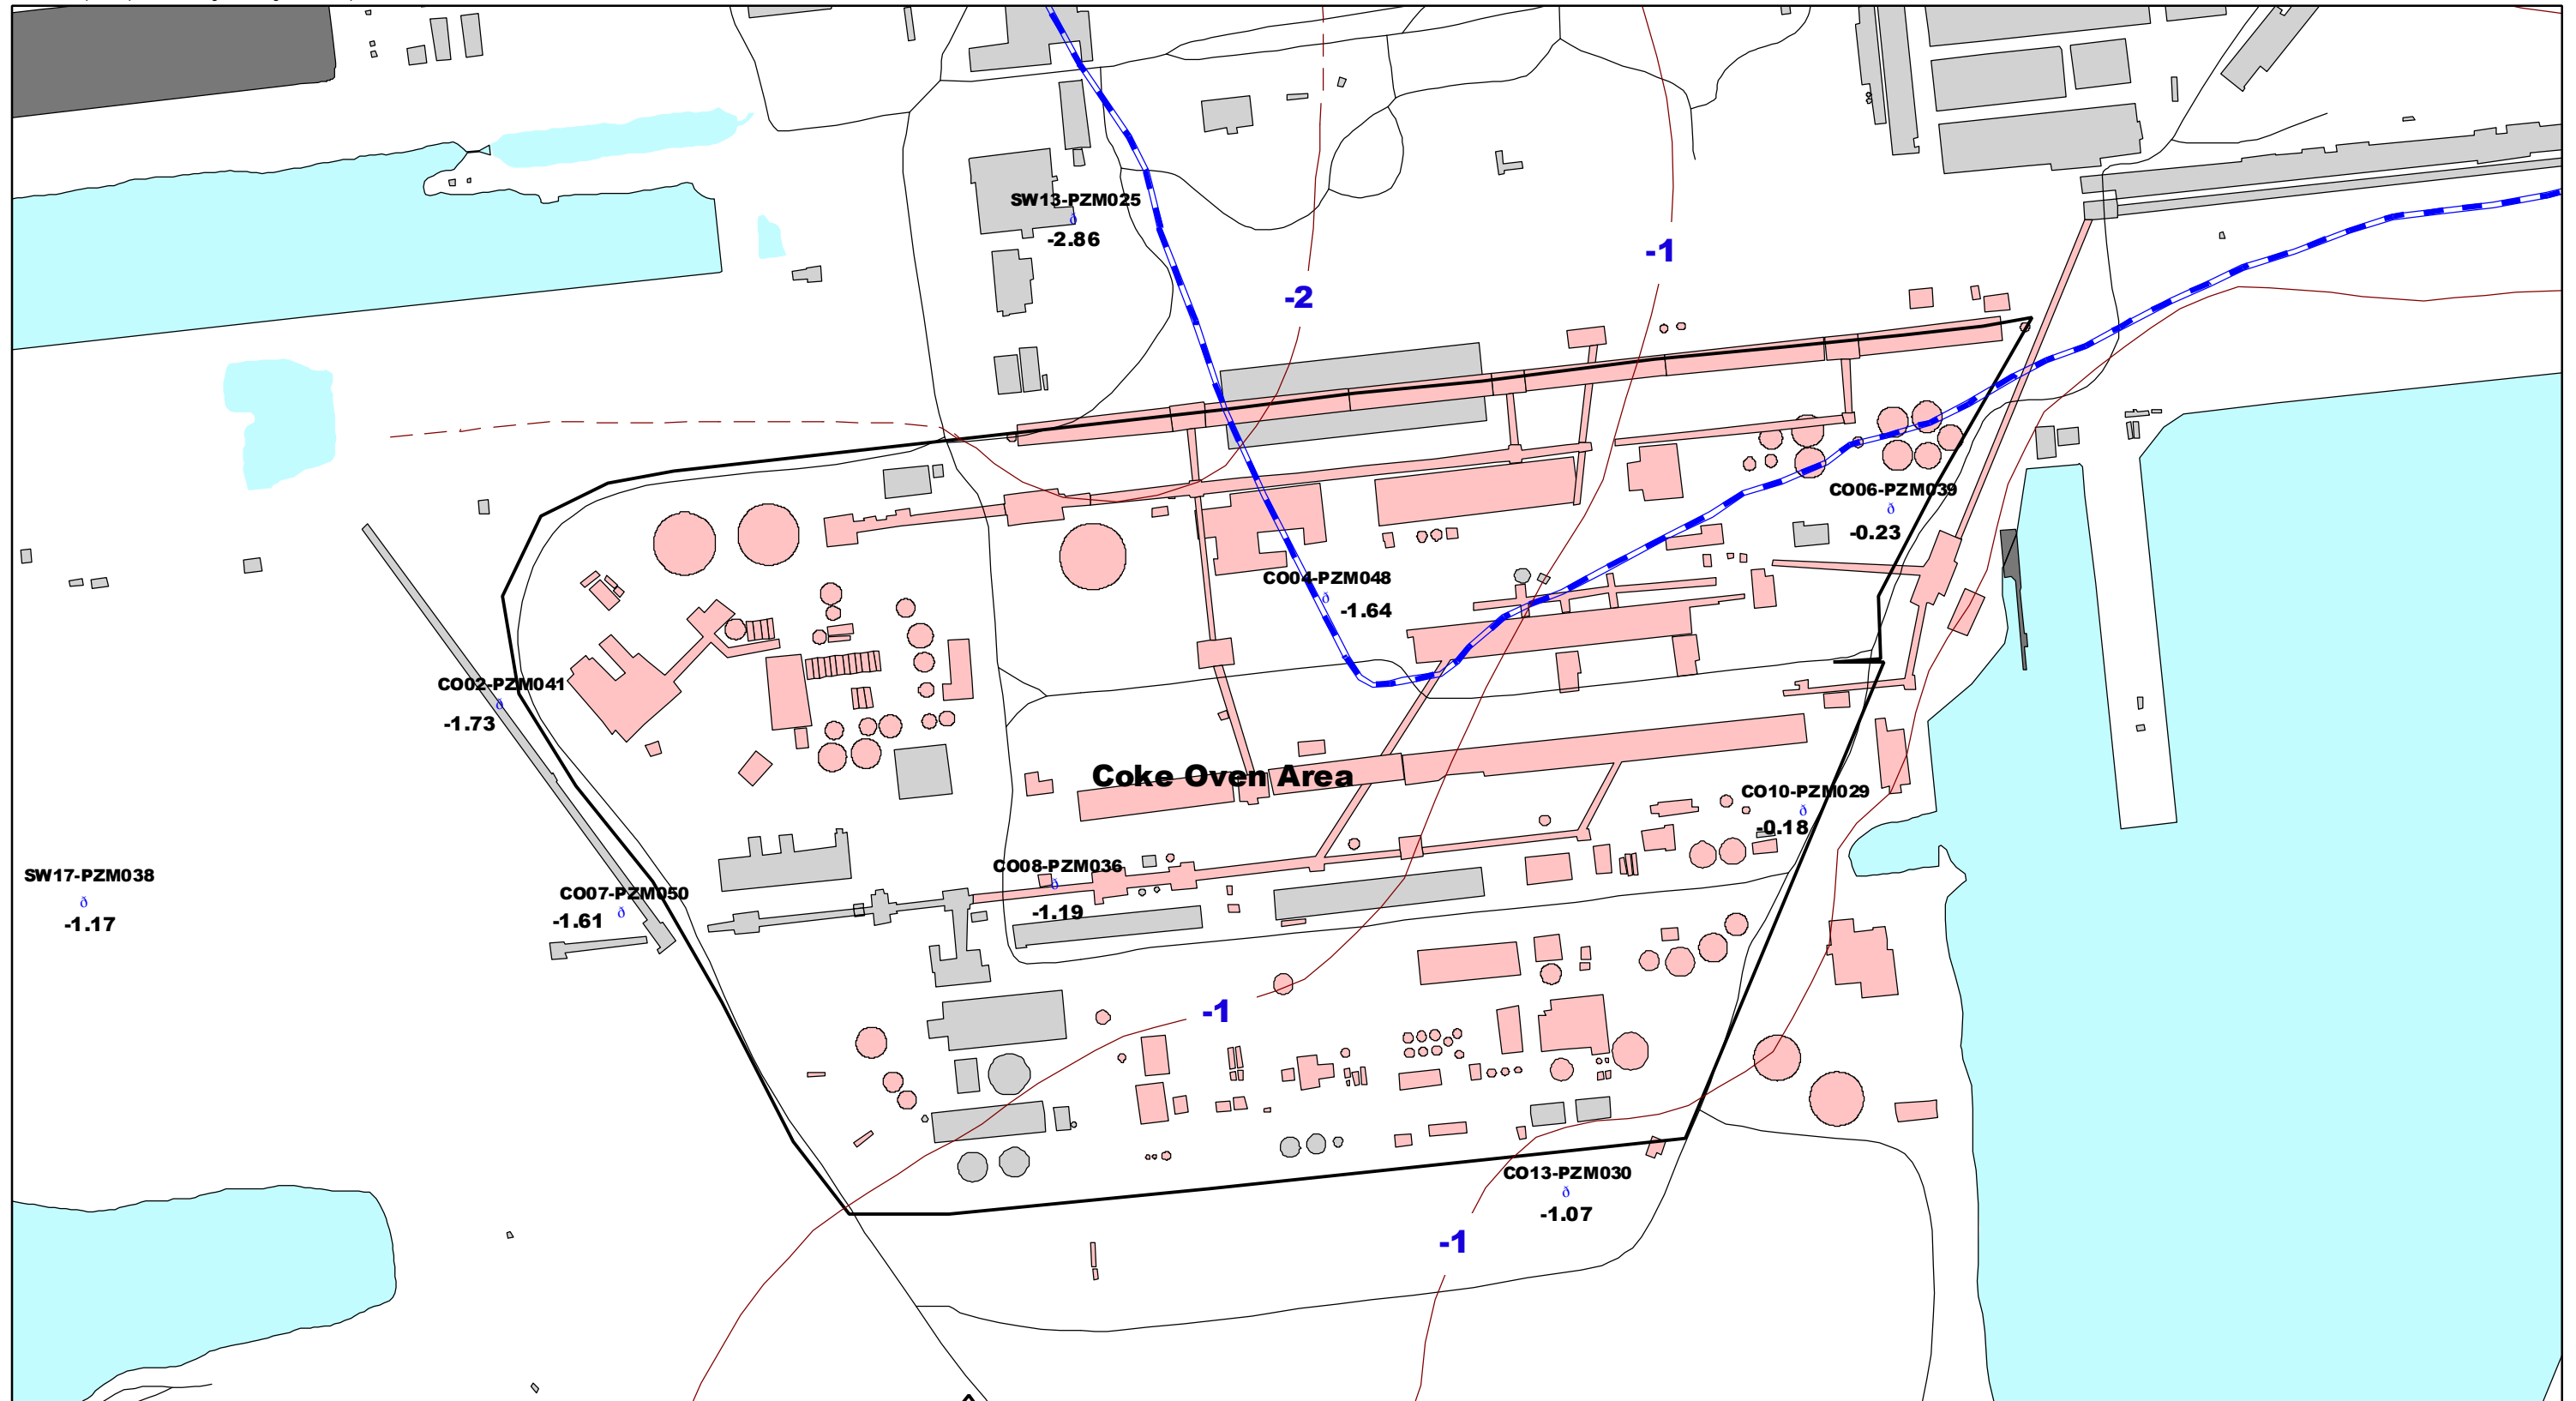 SW13-PZM025
-2.86
-1
-2
CO06-PZM039
-0.23
CO04-PZM048
-1.64
CO02-PZM041
-1.73
Coke Oven Area
CO10-PZM029
-0.18
CO08-PZM036
-1.19
SW17-PZM038
-1.17
CO07-PZM050
-1.61
-1
CO13-PZM030
-1.07
-1